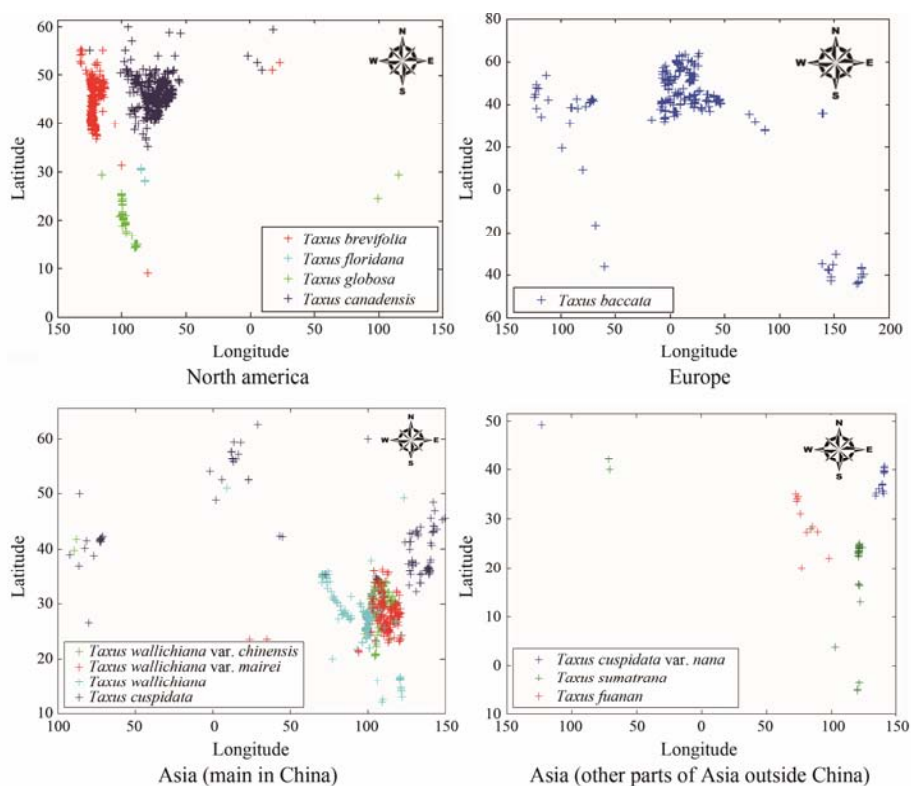 60
50
40
30
20
10
0
Latitude
N
W E
S
Taxus brevifolia
Taxus floridana
Taxus globosa
Taxus canadensis
150 100 50 0 50 100 150
Longitude
North america
80
60
40
20
0
20
40
60
Latitude
N
W E
S
Taxus baccata
150 100 50 0 50 100 150 200
Longitude
Europe
60
50
40
30
20
10
Latitude
N
W E
S
Taxus wallichiana var. chinensis
Taxus wallichiana var. mairei
Taxus wallichiana
Taxus cuspidata
100 50 0 50 100 150
Longitude
Asia (main in China)
50
40
30
20
10
0
10
Latitude
N
W E
S
Taxus cuspidata var. nana
Taxus sumatrana
Taxus fuanan
150 100 50 0 50 100 150
Longitude
Asia (other parts of Asia outside China)